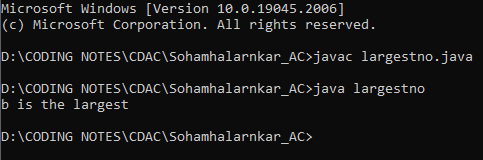 Microsoft Windows [Version 10.0.19045.2006]
(c) Microsoft Corporation. All rights reserved.
D:\CODING NOTES\CDAC\Sohamhalarnkar_AC>javac largestno.java
D:\CODING NOTES\CDAC\Sohamhalarnkar_AC>java largestno
b is the largest
D:\CODING NOTES\CDAC\Sohamhalarnkar_AC>